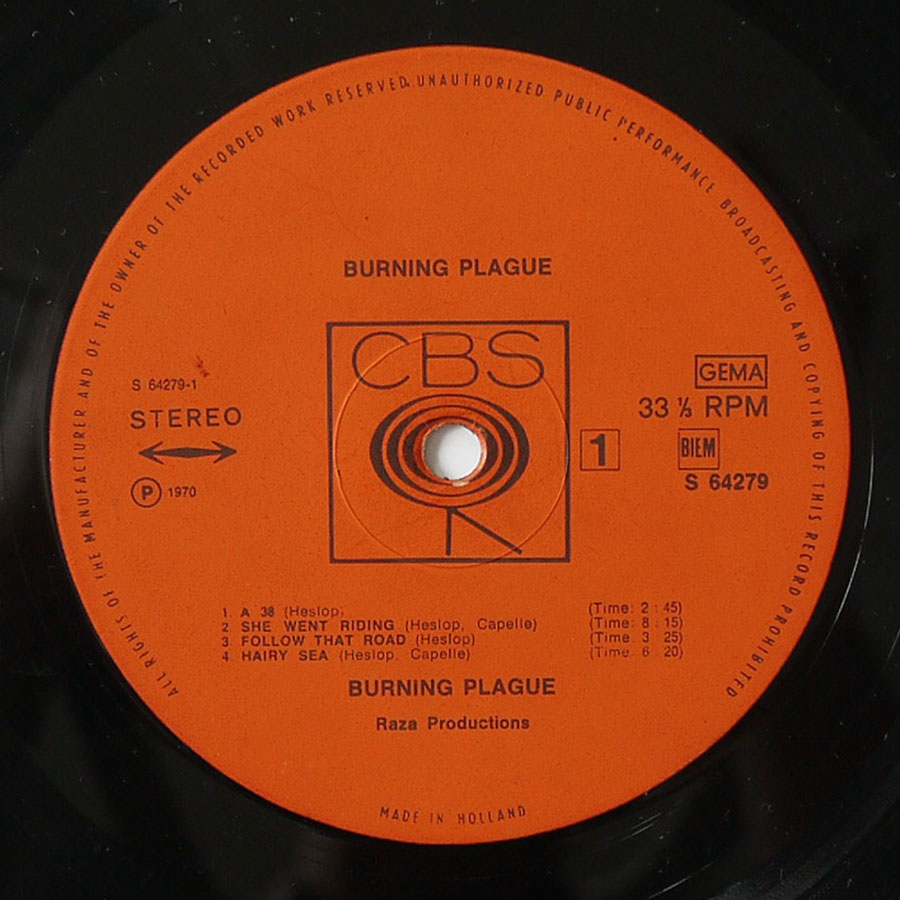 ALL RIGHTS OF THE MANUFACTURER AND OF THE OWNER OF THE RECORDED WORK RESERVED. UNAUTHORIZED PUBLIC PERFORMANCE BROADCASTING AND COPYING OF THIS RECORD PROHIBITED
BURNING PLAGUE
CBS
S 64279-1
STEREO
P 1970
1
GEMA
33 ⅓ RPM
BIEM
S 64279
1. A 38 (Heslop) (Time: 2:45)
2 SHE WENT RIDING (Heslop, Capelle) (Time: 8:15)
3. FOLLOW THAT ROAD (Heslop) (Time: 3 25)
4. HAIRY SEA (Heslop, Capelle) (Time. 6 20)
BURNING PLAGUE
Raza Productions
MADE IN HOLLAND